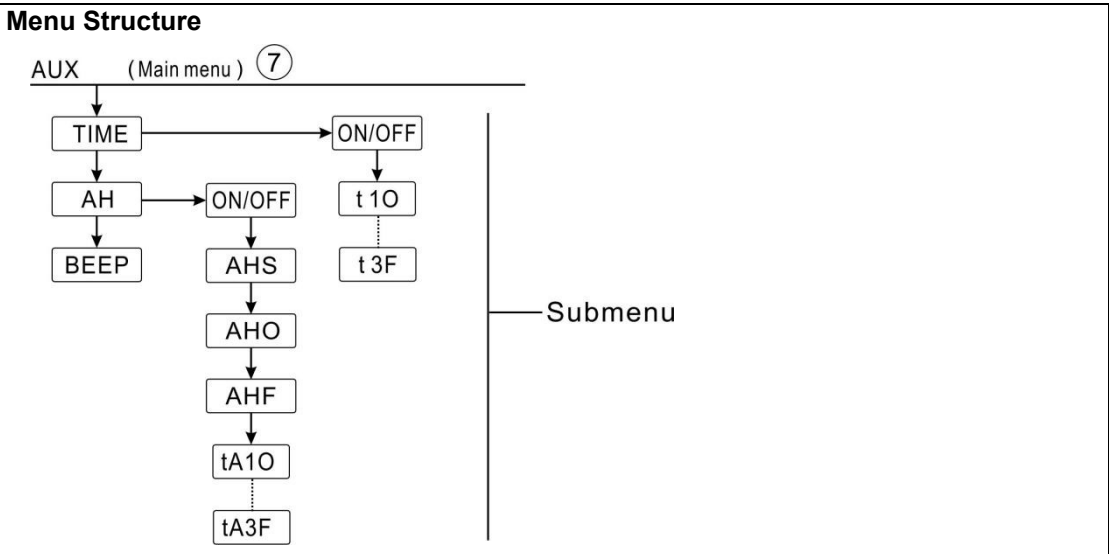 Menu Structure
AUX (Main menu) 7
TIME ON/OFF
AH ON/OFF t 1O
BEEP AHS t 3F
AHO Submenu
AHF
tA1O
tA3F